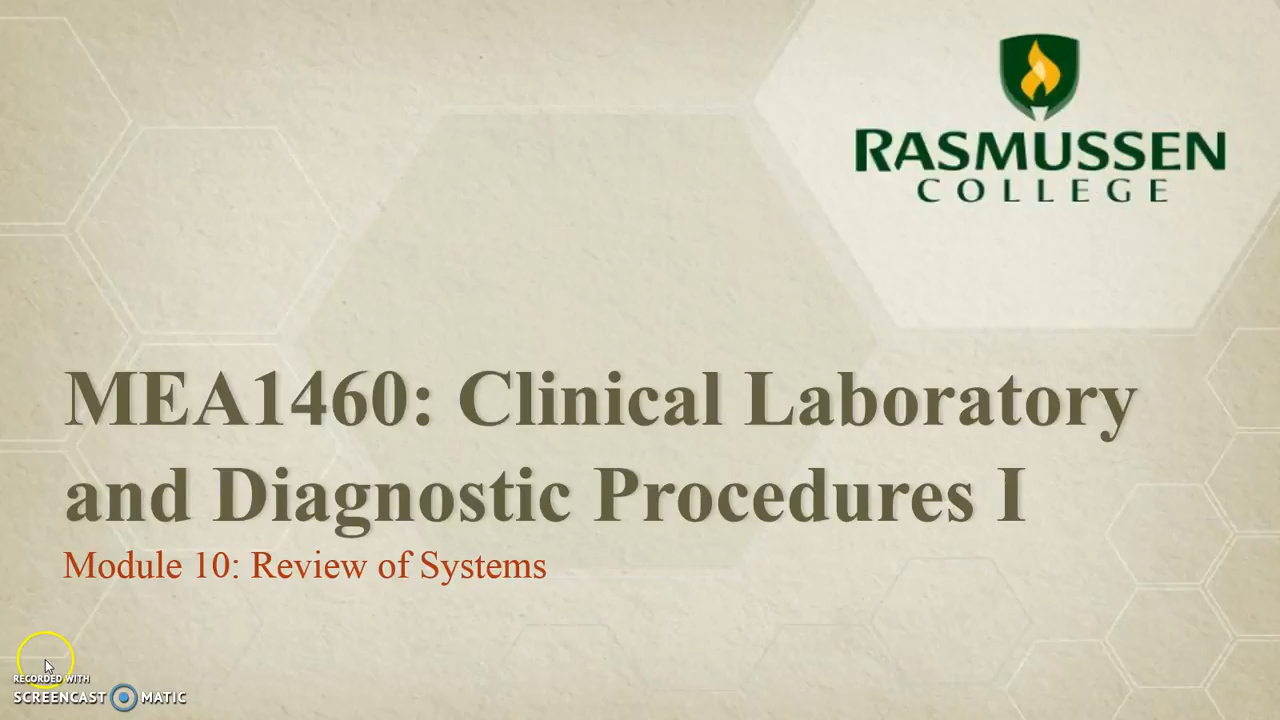 RASMUSSEN
COLLEGE
MEA1460: Clinical Laboratory
and Diagnostic Procedures I
Module 10: Review of Systems
RECORDED WITH
SCREENCAST MATIC